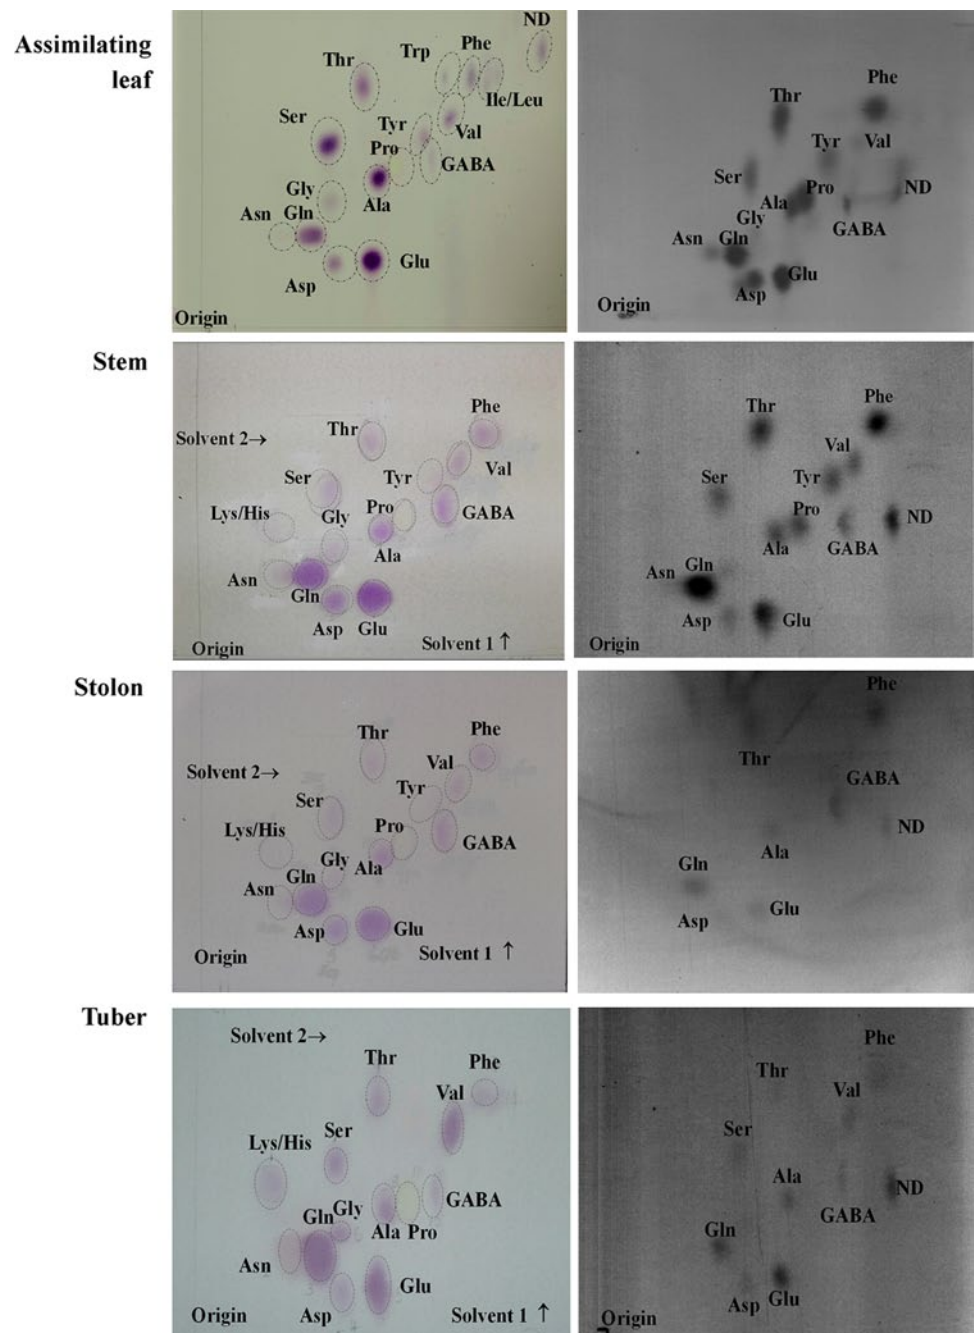 Assimilating
leaf
ND
Trp
Phe
Thr
Ile/Leu
Ser
Tyr
Val
Pro
GABA
Gly
Ala
Asn
Gln
Glu
Asp
Origin
Phe
Thr
Tyr
Val
Ser
Pro
ND
Ala
Gly
GABA
Asn
Gln
Glu
Asp
Origin
Stem
Phe
Solvent 2→
Thr
Val
Ser
Tyr
Lys/His
Gly
Pro
GABA
Ala
Asn
Gln
Asp
Glu
Origin
Solvent 1 ↑
Phe
Thr
Val
Ser
Tyr
Pro
ND
Ala
GABA
Asn
Gln
Asp
Glu
Origin
Stolon
Thr
Phe
Val
Solvent 2→
Tyr
Ser
Lys/His
Pro
GABA
Gly
Ala
Gln
Asn
Asp
Glu
Origin
Solvent 1 ↑
Phe
Thr
GABA
ND
Ala
Gln
Glu
Asp
Tuber
Solvent 2→
Thr
Phe
Val
Ser
Lys/His
GABA
Gln
Gly
Ala
Pro
Asn
Glu
Origin
Asp
Solvent 1 ↑
Phe
Thr
Val
Ser
Ala
ND
GABA
Gln
Asp
Glu
Origin